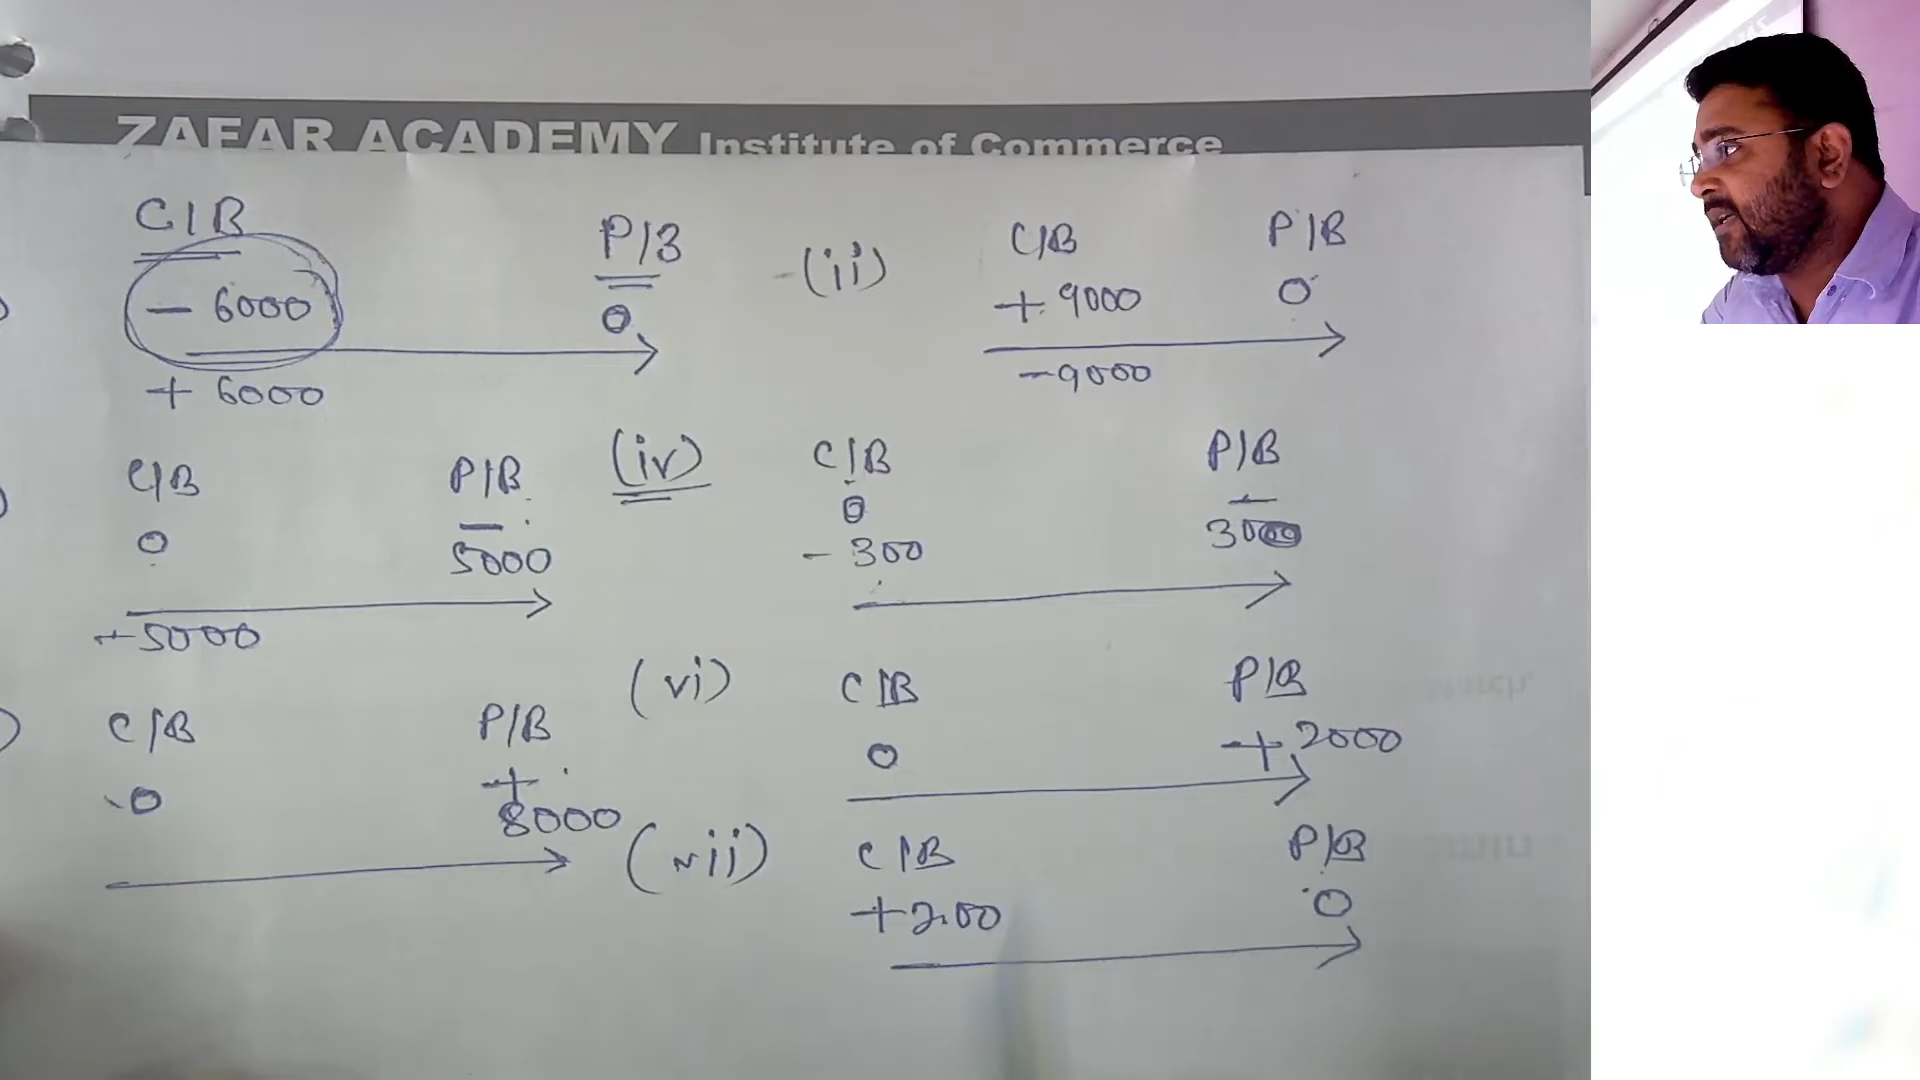 ZAFAR ACADEMY Institute of Commerce
C/B P/B (ii) C/B P/B
- 6000 0 + 9000 0
+ 6000 - 9000
C/B P/B (iv) C/B P/B
0 - 0 -
5000 - 300 300
+ 5000
C/B P/B (vi) C/B P/B
0 + 0 + 2000
8000
(vii) C/B P/B
+ 200 0